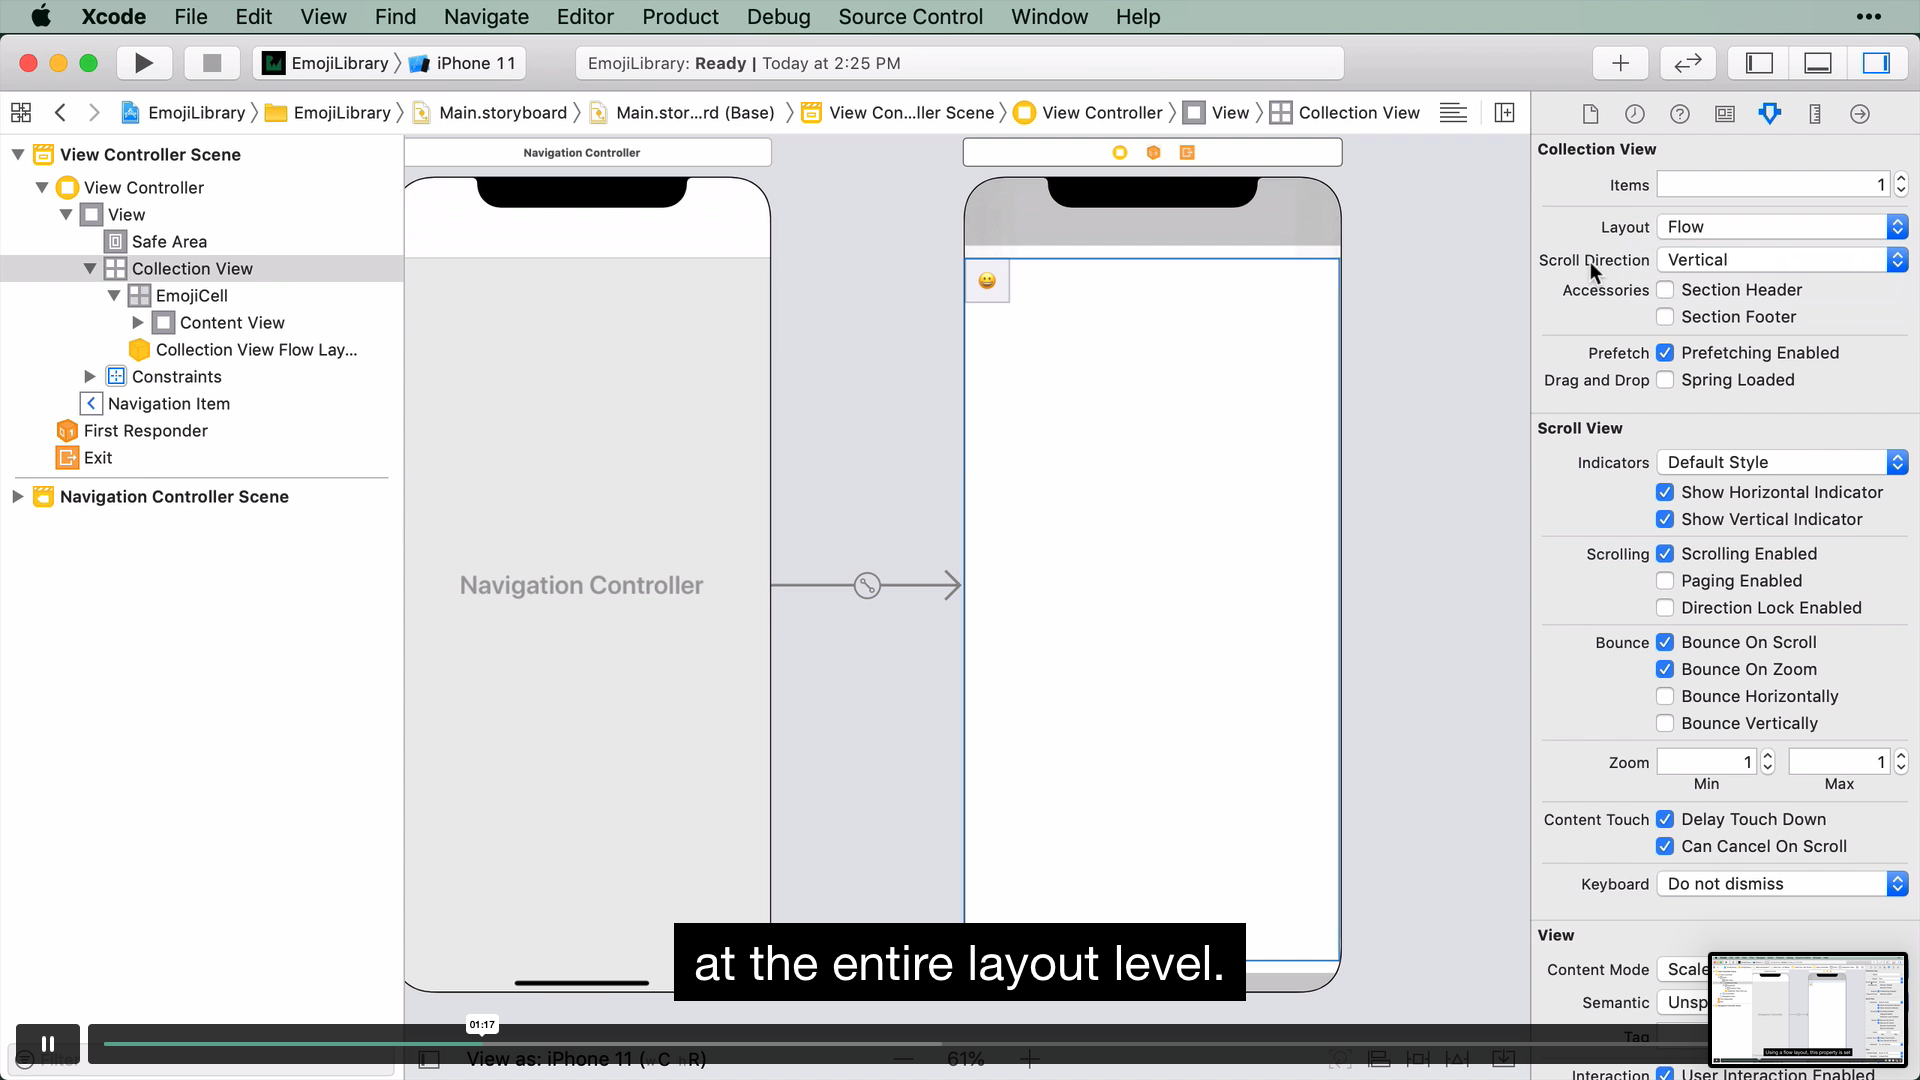 Xcode File Edit View Find Navigate Editor Product Debug Source Control Window Help
EmojiLibrary iPhone 11
EmojiLibrary: Ready | Today at 2:25 PM
EmojiLibrary EmojiLibrary Main.storyboard Main.stor...rd (Base) View Con...ller Scene View Controller View Collection View
View Controller Scene
View Controller
View
Safe Area
Collection View
EmojiCell
Content View
Collection View Flow Lay...
Constraints
Navigation Item
First Responder
Exit
Navigation Controller Scene
Navigation Controller
Navigation Controller
Collection View
Items 1
Layout Flow
Scroll Direction Vertical
Accessories Section Header
Section Footer
Prefetch Prefetching Enabled
Drag and Drop Spring Loaded
Scroll View
Indicators Default Style
Show Horizontal Indicator
Show Vertical Indicator
Scrolling Scrolling Enabled
Paging Enabled
Direction Lock Enabled
Bounce Bounce On Scroll
Bounce On Zoom
Bounce Horizontally
Bounce Vertically
Zoom 1 1
Min Max
Content Touch Delay Touch Down
Can Cancel On Scroll
Keyboard Do not dismiss
View
Content Mode Scale
Semantic Unsp
Tag
Interaction User Interaction Enabled
at the entire layout level.
01:17
Filter
View as: iPhone 11 (wC hR)
61%